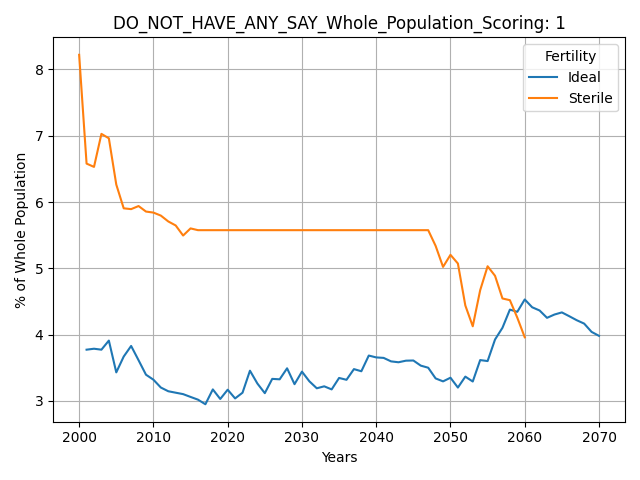 DO_NOT_HAVE_ANY_SAY_Whole_Population_Scoring: 1
Fertility
Ideal
Sterile
% of Whole Population
8
7
6
5
4
3
2000 2010 2020 2030 2040 2050 2060 2070
Years